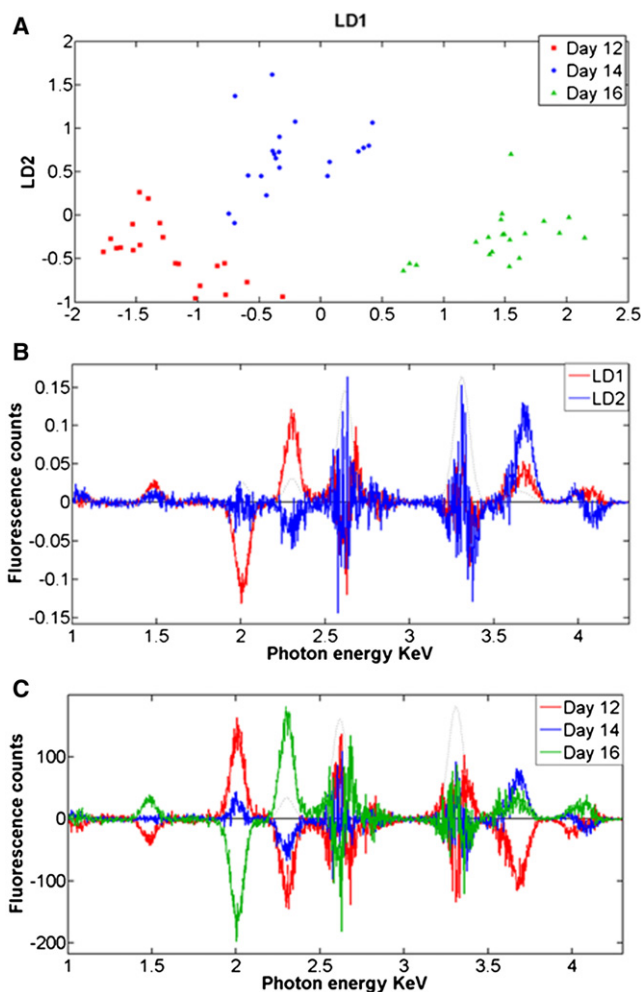 A
LD1
2
1.5
1
0.5
0
-0.5
-1
LD2
Day 12
Day 14
Day 16
-2 -1.5 -1 -0.5 0 0.5 1 1.5 2 2.5
B
0.15
0.1
0.05
0
-0.05
-0.1
-0.15
Fluorescence counts
LD1
LD2
1 1.5 2 2.5 3 3.5 4
Photon energy KeV
C
100
0
-100
-200
Fluorescence counts
Day 12
Day 14
Day 16
1 1.5 2 2.5 3 3.5 4
Photon energy KeV